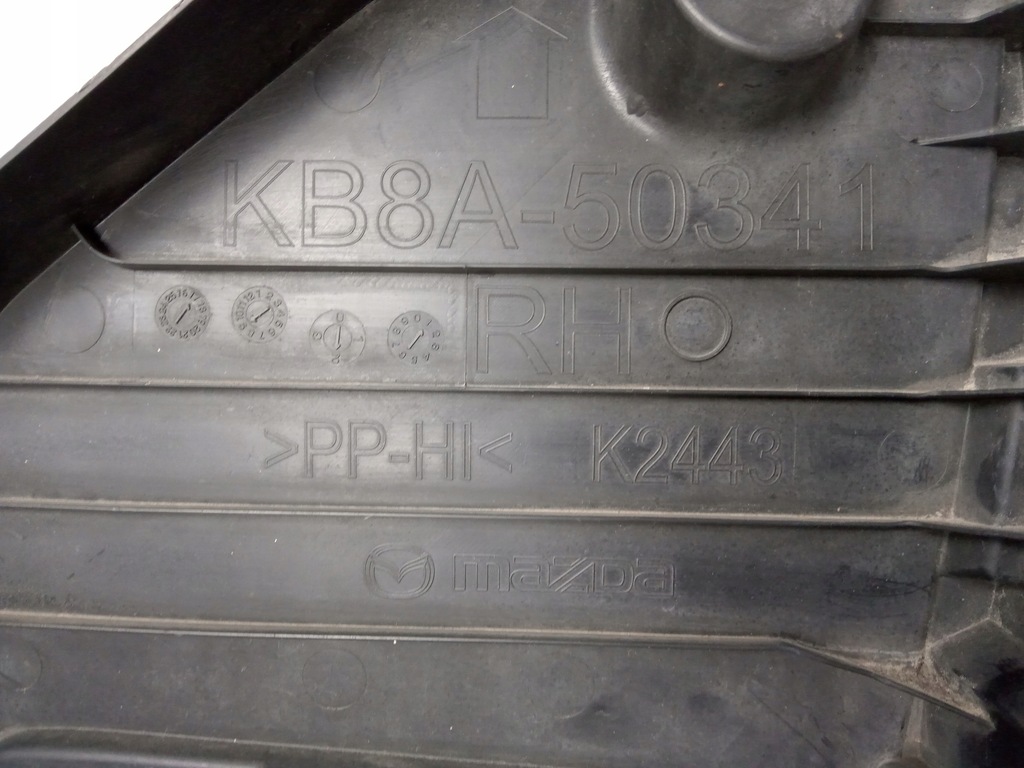 KB8A-50341
RH
>PP-HI< K2443
mazda